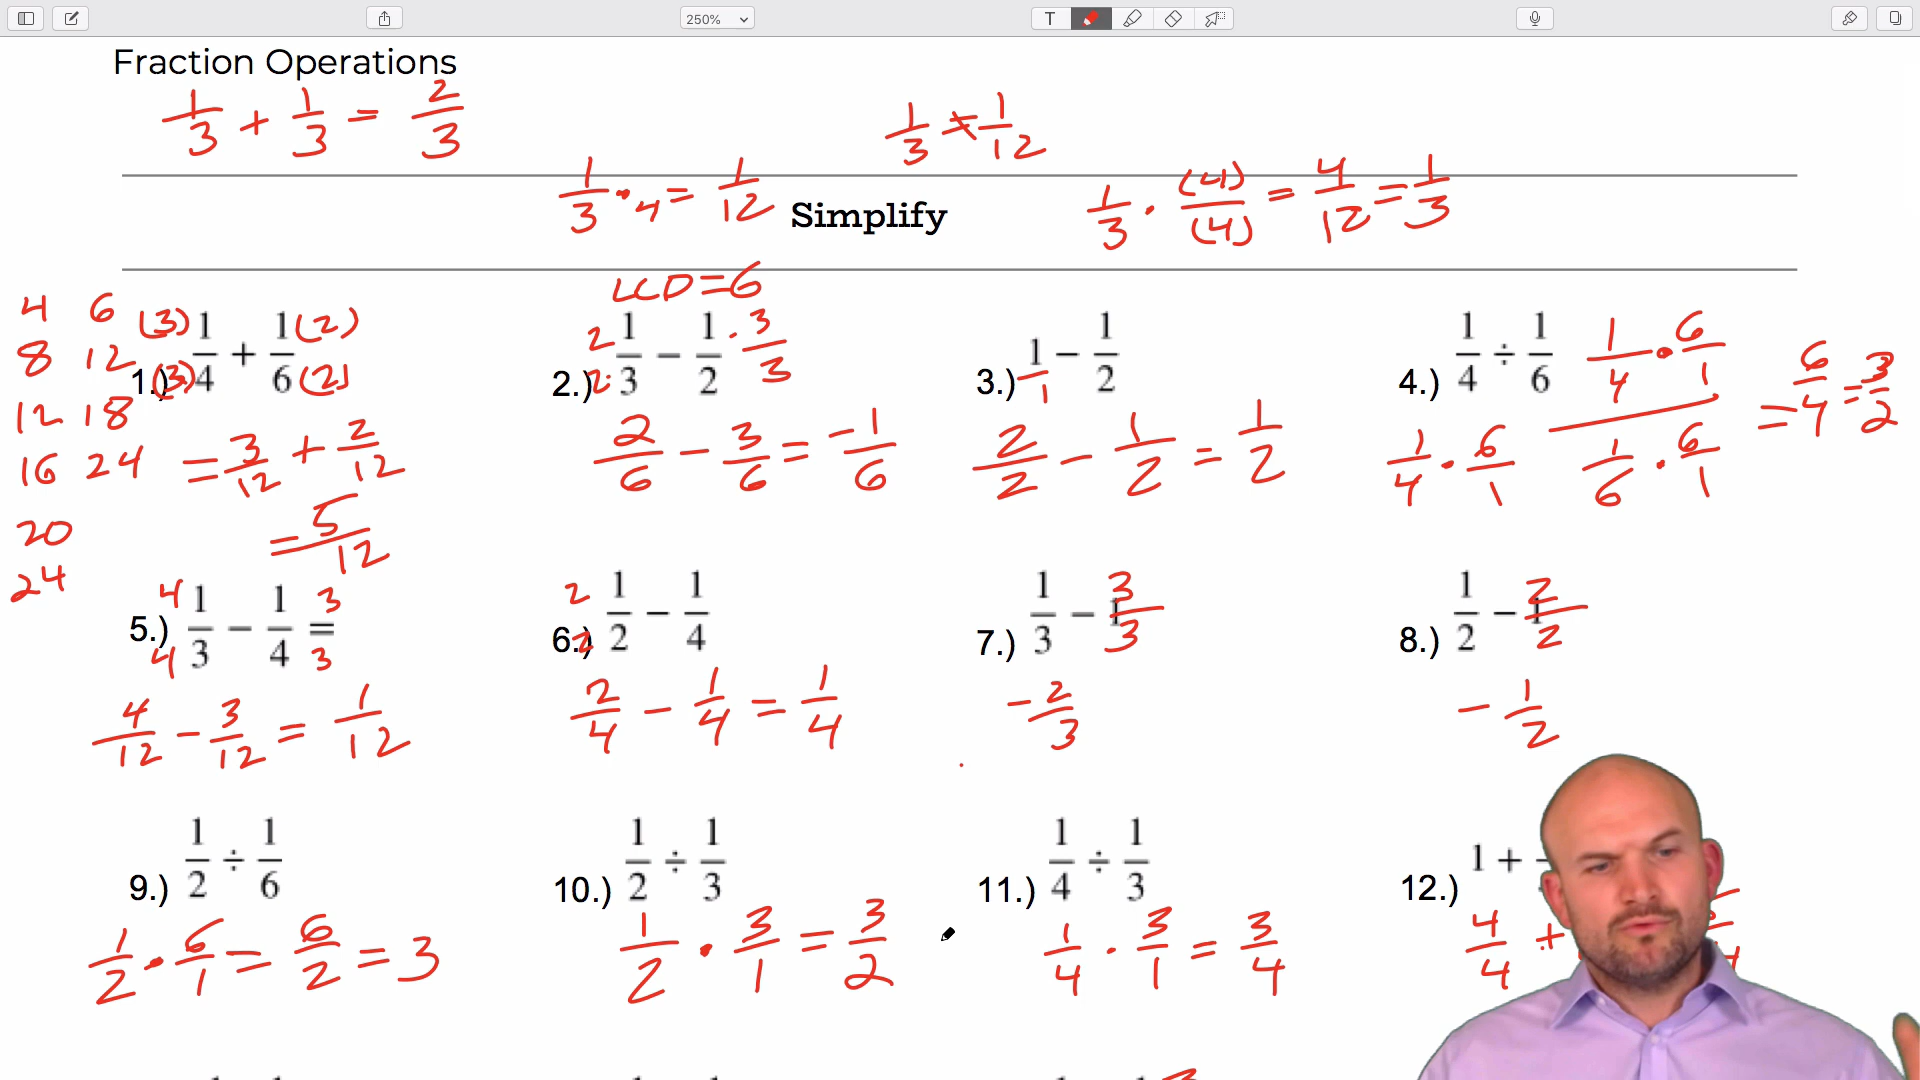 250%
T
Fraction Operations
1/3 + 1/3 = 2/3
1/3 ≠ 1/12
1/3 · 4 = 1/12
Simplify
1/3 · (4)/(4) = 4/12 = 1/3
LCD = 6
4 6
8 12
12 18
16 24
20
24
1.) (3)/(3) 1/4 + 1/6 (2)/(2)
= 3/12 + 2/12
= 5/12
2.) 2/2 · 1/3 − 1/2 · 3/3
2/6 − 3/6 = −1/6
3.) 1/1 − 1/2
2/2 − 1/2 = 1/2
4.) 1/4 ÷ 1/6
1/4 · 6/1
1/4 · 6/1
1/6 · 6/1
= 6/4 = 3/2
5.) 4/4 1/3 − 1/4 = 3/3
4/12 − 3/12 = 1/12
6.) 2/2 1/2 − 1/4
2/4 − 1/4 = 1/4
7.) 1/3 − 1 3/3
− 2/3
8.) 1/2 − 1 2/2
− 1/2
9.) 1/2 ÷ 1/6
1/2 · 6/1 = 6/2 = 3
10.) 1/2 ÷ 1/3
1/2 · 3/1 = 3/2
11.) 1/4 ÷ 1/3
1/4 · 3/1 = 3/4
12.) 1 +
4/4 +